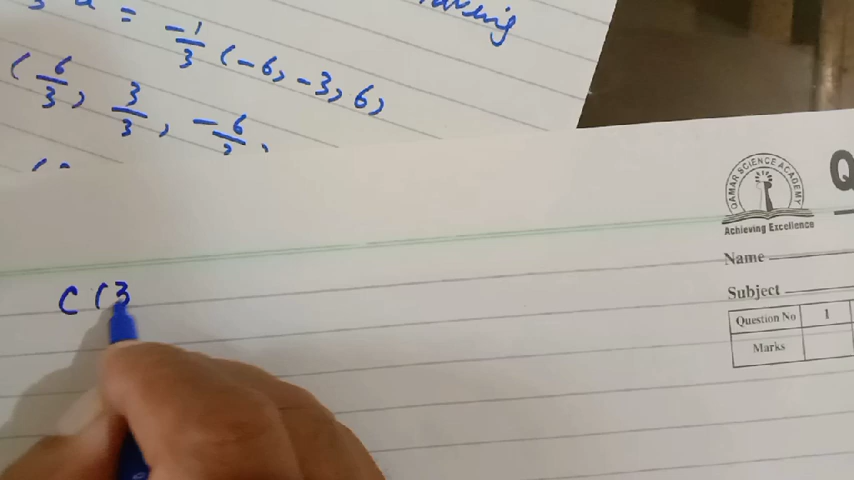 = -1/3 (-6, -3, 6,
(6/3, 3/3, -6/3,
QAMAR SCIENCE ACADEMY
Achieving Excellence
Q
Name
Subject
Question No 1
Marks
C (3